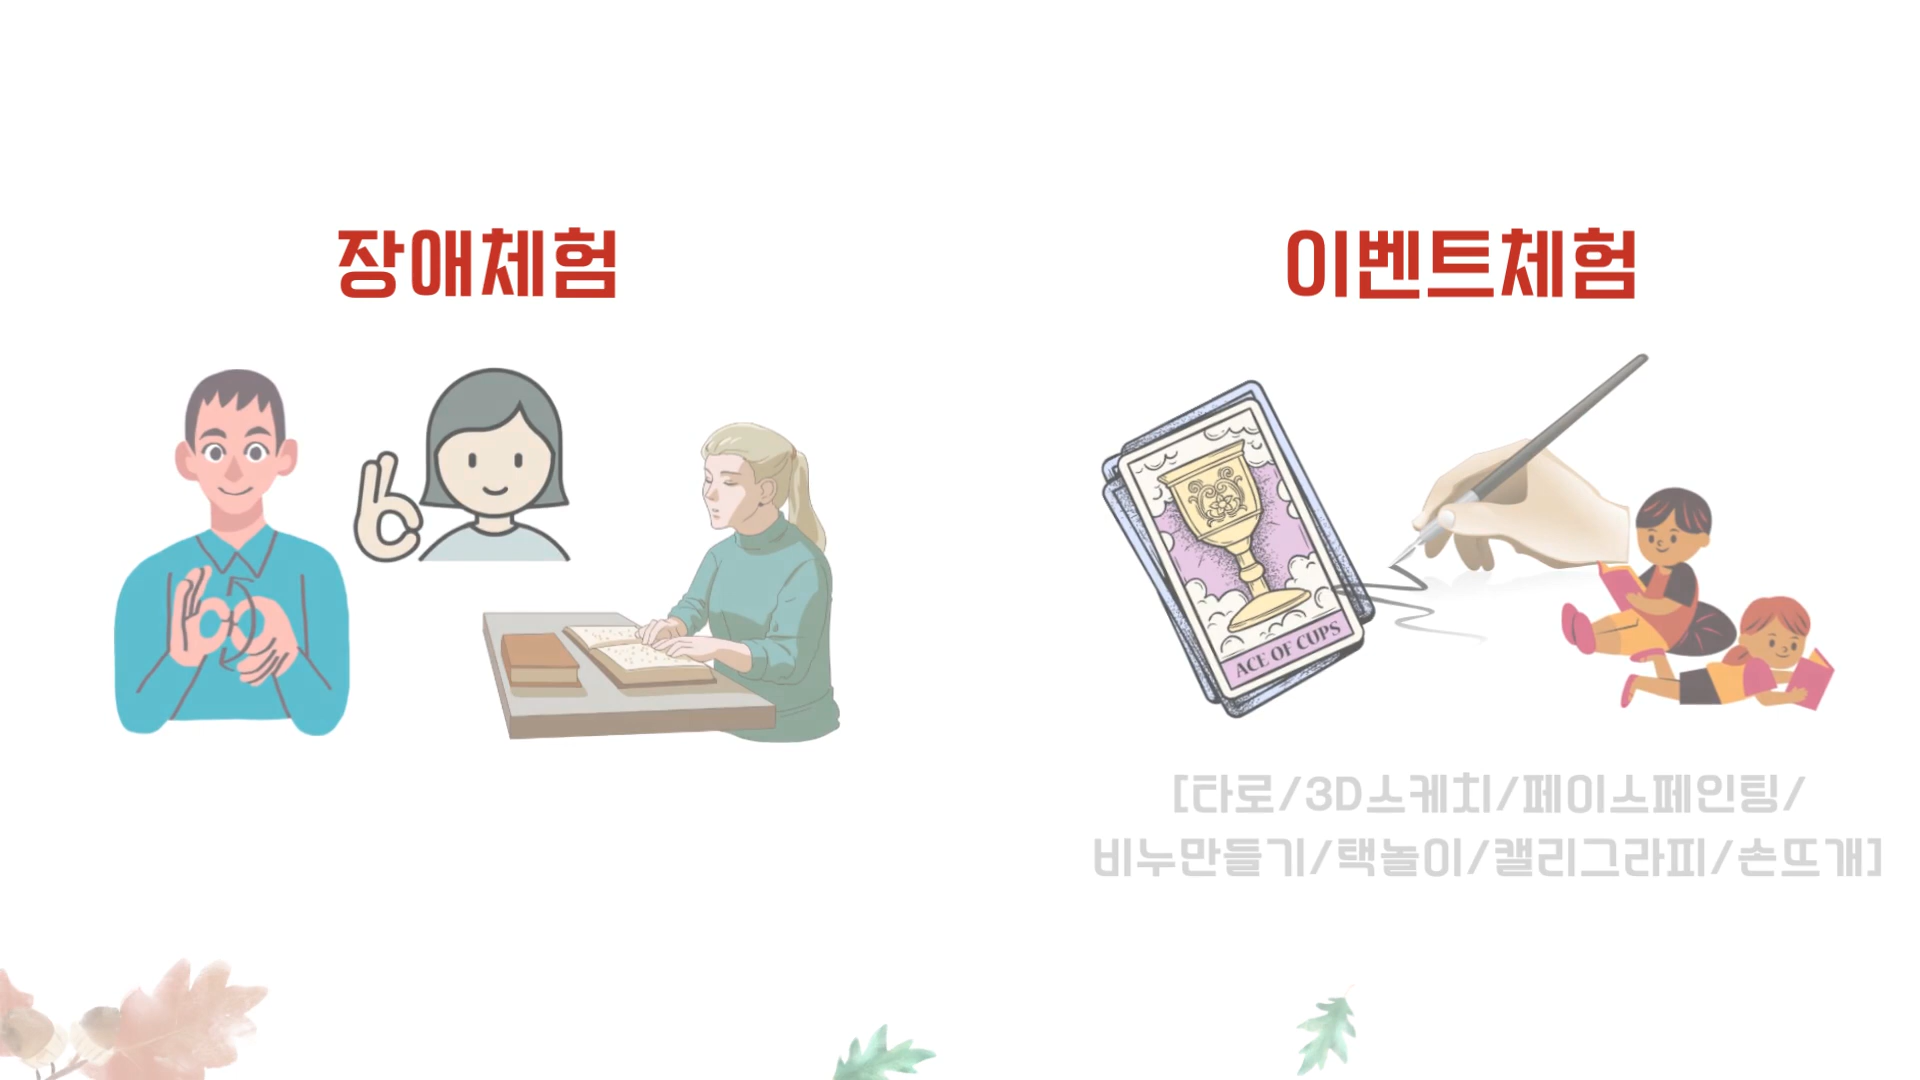 장애체험
이벤트체험
ACE OF CUPS
[타로/3D스케치/페이스페인팅/
비누만들기/택놀이/캘리그라피/손뜨개]